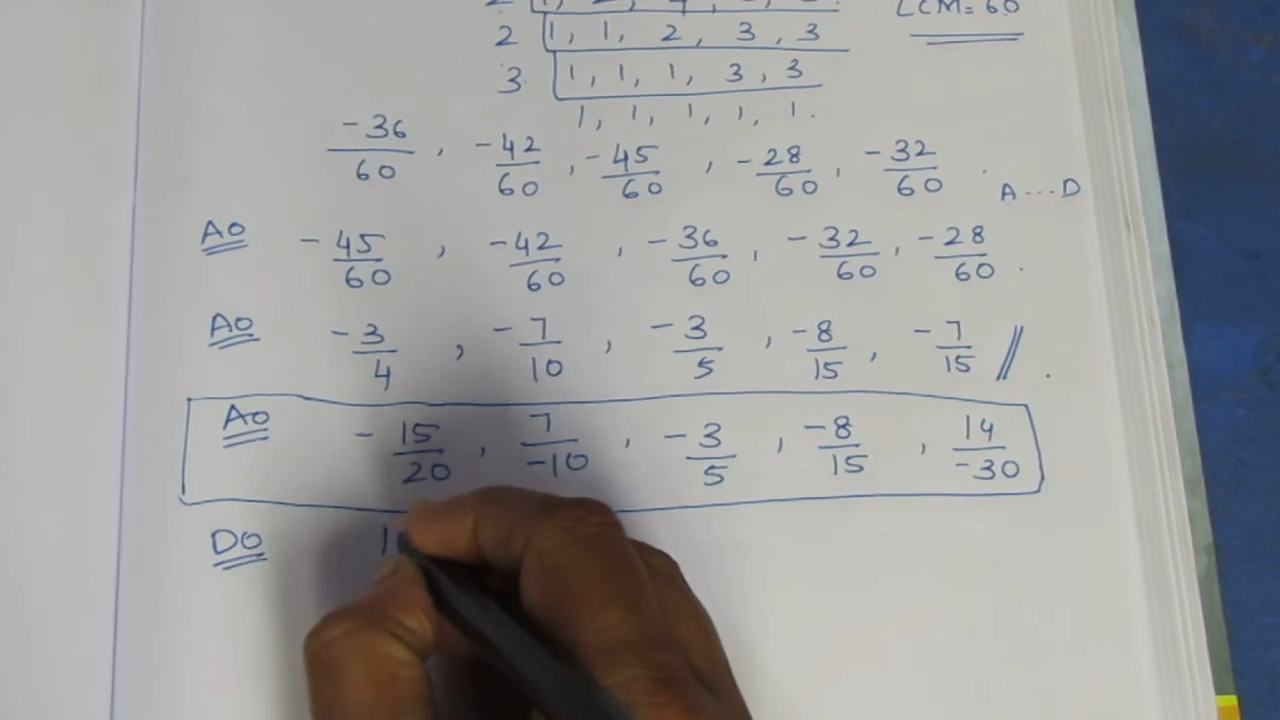 LCM=60
2 1, 1, 2, 3, 3
3 1, 1, 1, 3, 3
1, 1, 1, 1, 1.
-36/60, -42/60, -45/60, -28/60, -32/60.
A...D
AO -45/60, -42/60, -36/60, -32/60, -28/60.
AO -3/4, -7/10, -3/5, -8/15, -7/15 //.
AO -15/20, 7/-10, -3/5, -8/15, 14/-30
DO